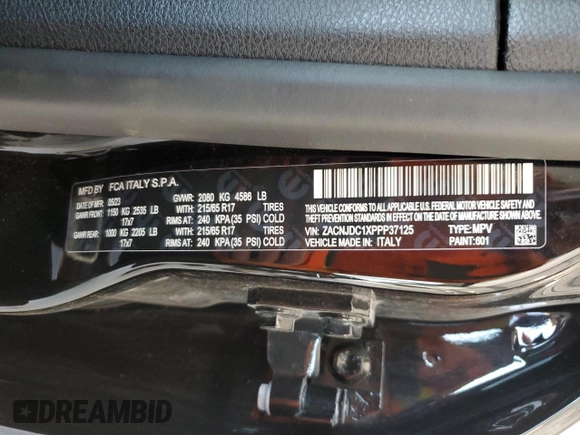 MFD BY FCA ITALY S.P.A.
DATE OF MFR: 05/23 GVWR: 2080 KG 4586 LB
GAWR FRONT: 1150 KG 2535 LB WITH: 215/65 R17 TIRES
17x7 RIMS AT: 240 KPA(35 PSI) COLD
GAWR REAR: 1000 KG 2205 LB WITH: 215/65 R17 TIRES
17x7 RIMS AT: 240 KPA(35 PSI) COLD
THIS VEHICLE CONFORMS TO ALL APPLICABLE U.S. FEDERAL MOTOR VEHICLE
SAFETY, BUMPER, AND THEFT PREVENTION STANDARDS IN EFFECT ON THE DATE OF MANUFACTURE SHOWN ABOVE.
VIN: ZACNJDC1XPPP37125 TYPE: MPV
VEHICLE MADE IN: ITALY PAINT: 601
DREAMBID